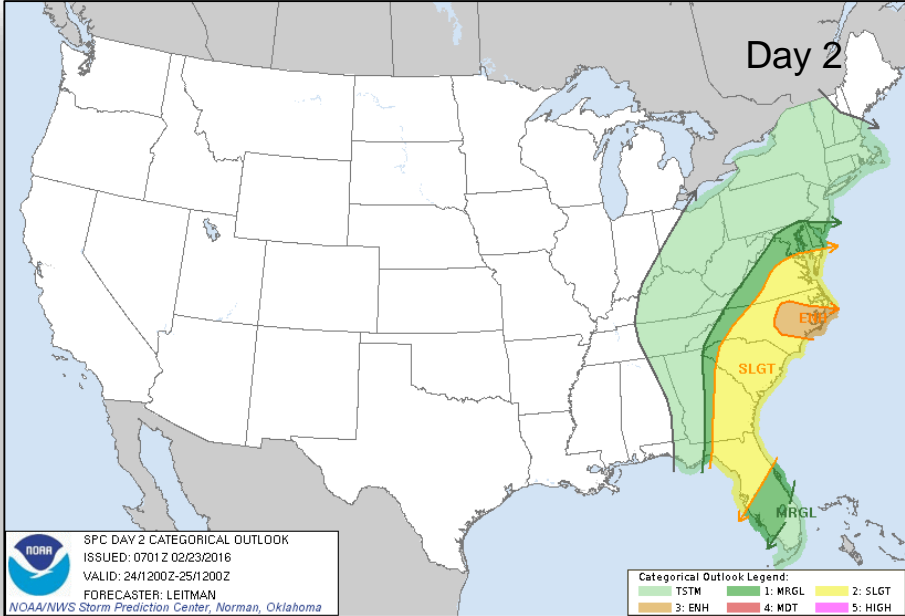 Day 2
ENH
SLGT
MRGL
NOAA
SPC DAY 2 CATEGORICAL OUTLOOK
ISSUED: 0701Z 02/23/2016
VALID: 24/1200Z-25/1200Z
FORECASTER: LEITMAN
NOAA/NWS Storm Prediction Center, Norman, Oklahoma
Categorical Outlook Legend:
TSTM 1: MRGL 2: SLGT
3: ENH 4: MDT 5: HIGH